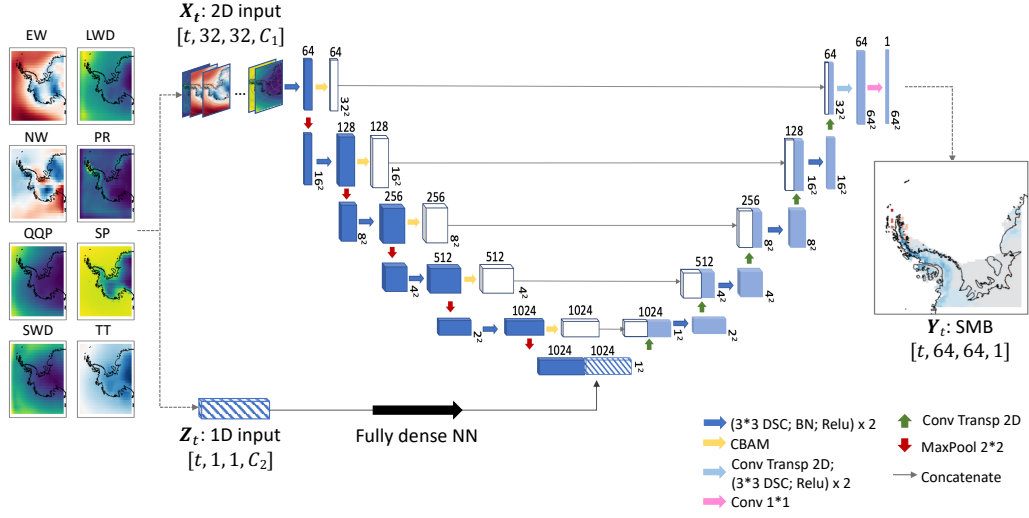 EW
LWD
NW
PR
QQP
SP
SWD
TT
X_t: 2D input
[t, 32, 32, C_1]
...
64
64
32²
128
128
16²
16²
256
256
8²
8²
512
512
4²
4²
1024
1024
2²
1024
1024
1²
1024
1²
2²
512
4²
4²
256
8²
8²
128
16²
16²
64
64
1
32²
64²
64²
Z_t: 1D input
[t, 1, 1, C_2]
Fully dense NN
Y_t: SMB
[t, 64, 64, 1]
(3*3 DSC; BN; Relu) x 2
CBAM
Conv Transp 2D;
(3*3 DSC; Relu) x 2
Conv 1*1
Conv Transp 2D
MaxPool 2*2
Concatenate